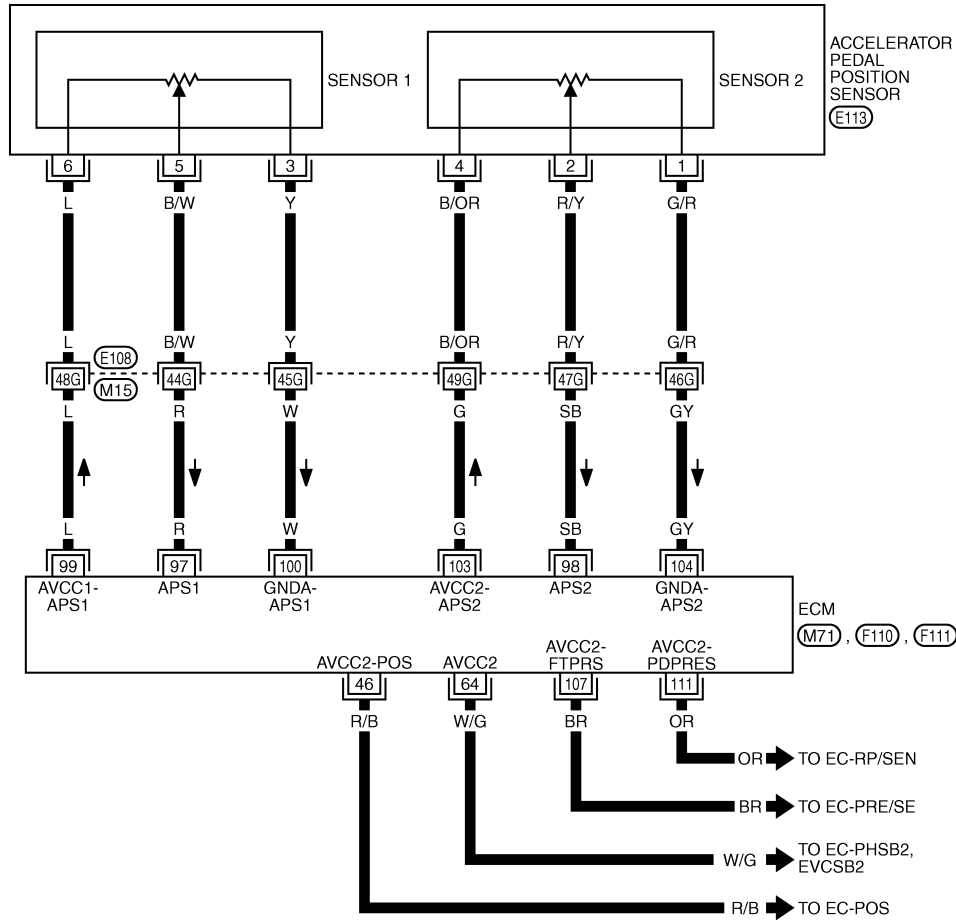 ACCELERATOR
PEDAL
POSITION
SENSOR
E113
SENSOR 1
SENSOR 2
6 5 3 4 2 1
L B/W Y B/OR R/Y G/R
L B/W Y B/OR R/Y G/R
E108
48G 44G 45G 49G 47G 46G
M15
L R W G SB GY
L R W G SB GY
99 97 100 103 98 104
AVCC1-
APS1
APS1
GNDA-
APS1
AVCC2-
APS2
APS2
GNDA-
APS2
ECM
M71 , F110 , F111
AVCC2-POS
AVCC2
AVCC2-
FTPRS
AVCC2-
PDPRES
46 64 107 111
R/B W/G BR OR
OR TO EC-RP/SEN
BR TO EC-PRE/SE
W/G TO EC-PHSB2,
EVCSB2
R/B TO EC-POS